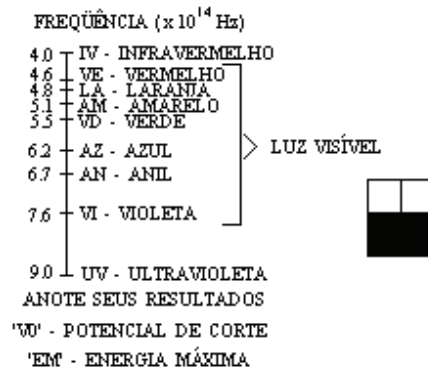 FREQÜÊNCIA (x 10^14 Hz)
4.0 IV - INFRAVERMELHO
4.6 VE - VERMELHO
4.8 LA - LARANJA
5.1 AM - AMARELO
5.5 VD - VERDE
6.2 AZ - AZUL
6.7 AN - ANIL
7.6 VI - VIOLETA
9.0 UV - ULTRAVIOLETA
LUZ VISÍVEL
ANOTE SEUS RESULTADOS
'V0' - POTENCIAL DE CORTE
'EM' - ENERGIA MÁXIMA